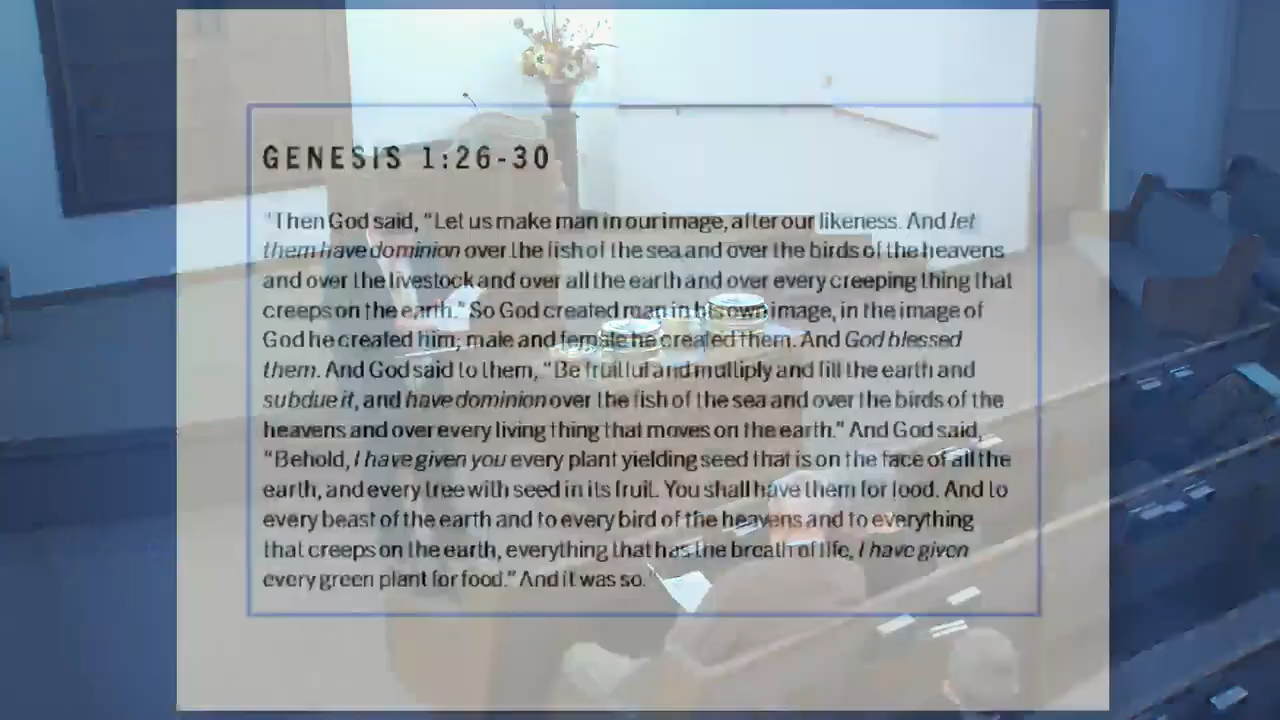 GENESIS 1:26-30
"Then God said, "Let us make man in our image, after our likeness. And let
them have dominion over the fish of the sea and over the birds of the heavens
and over the livestock and over all the earth and over every creeping thing that
creeps on the earth." So God created man in his own image, in the image of
God he created him; male and female he created them. And God blessed
them. And God said to them, "Be fruitful and multiply and fill the earth and
subdue it, and have dominion over the fish of the sea and over the birds of the
heavens and over every living thing that moves on the earth." And God said,
"Behold, I have given you every plant yielding seed that is on the face of all the
earth, and every tree with seed in its fruit. You shall have them for food. And to
every beast of the earth and to every bird of the heavens and to everything
that creeps on the earth, everything that has the breath of life, I have given
every green plant for food." And it was so."